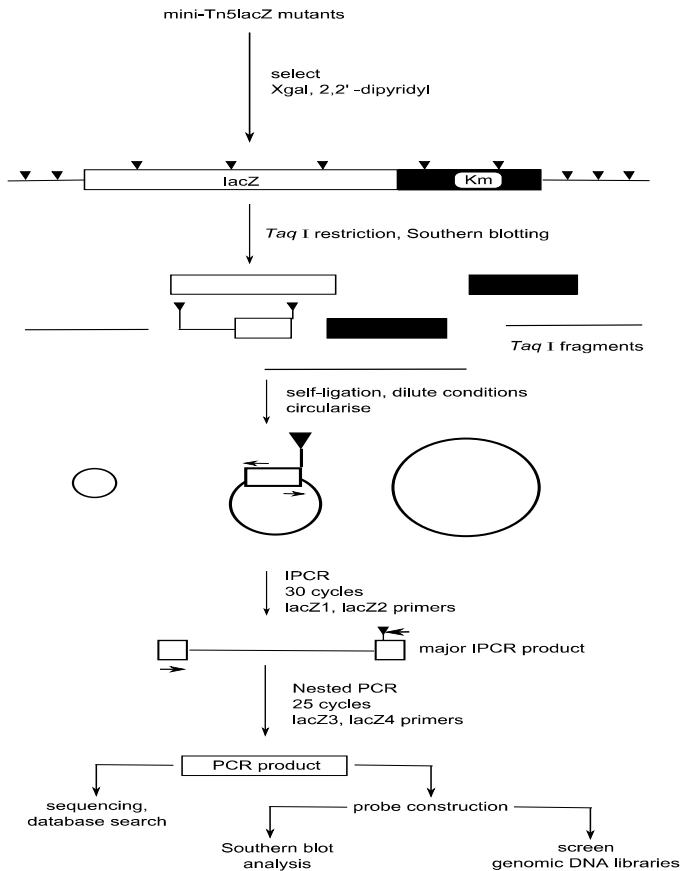 mini-Tn5lacZ mutants
select
Xgal, 2,2' -dipyridyl
lacZ
Km
Taq I restriction, Southern blotting
Taq I fragments
self-ligation, dilute conditions
circularise
IPCR
30 cycles
lacZ1, lacZ2 primers
major IPCR product
Nested PCR
25 cycles
lacZ3, lacZ4 primers
PCR product
sequencing,
database search
probe construction
Southern blot
analysis
screen
genomic DNA libraries